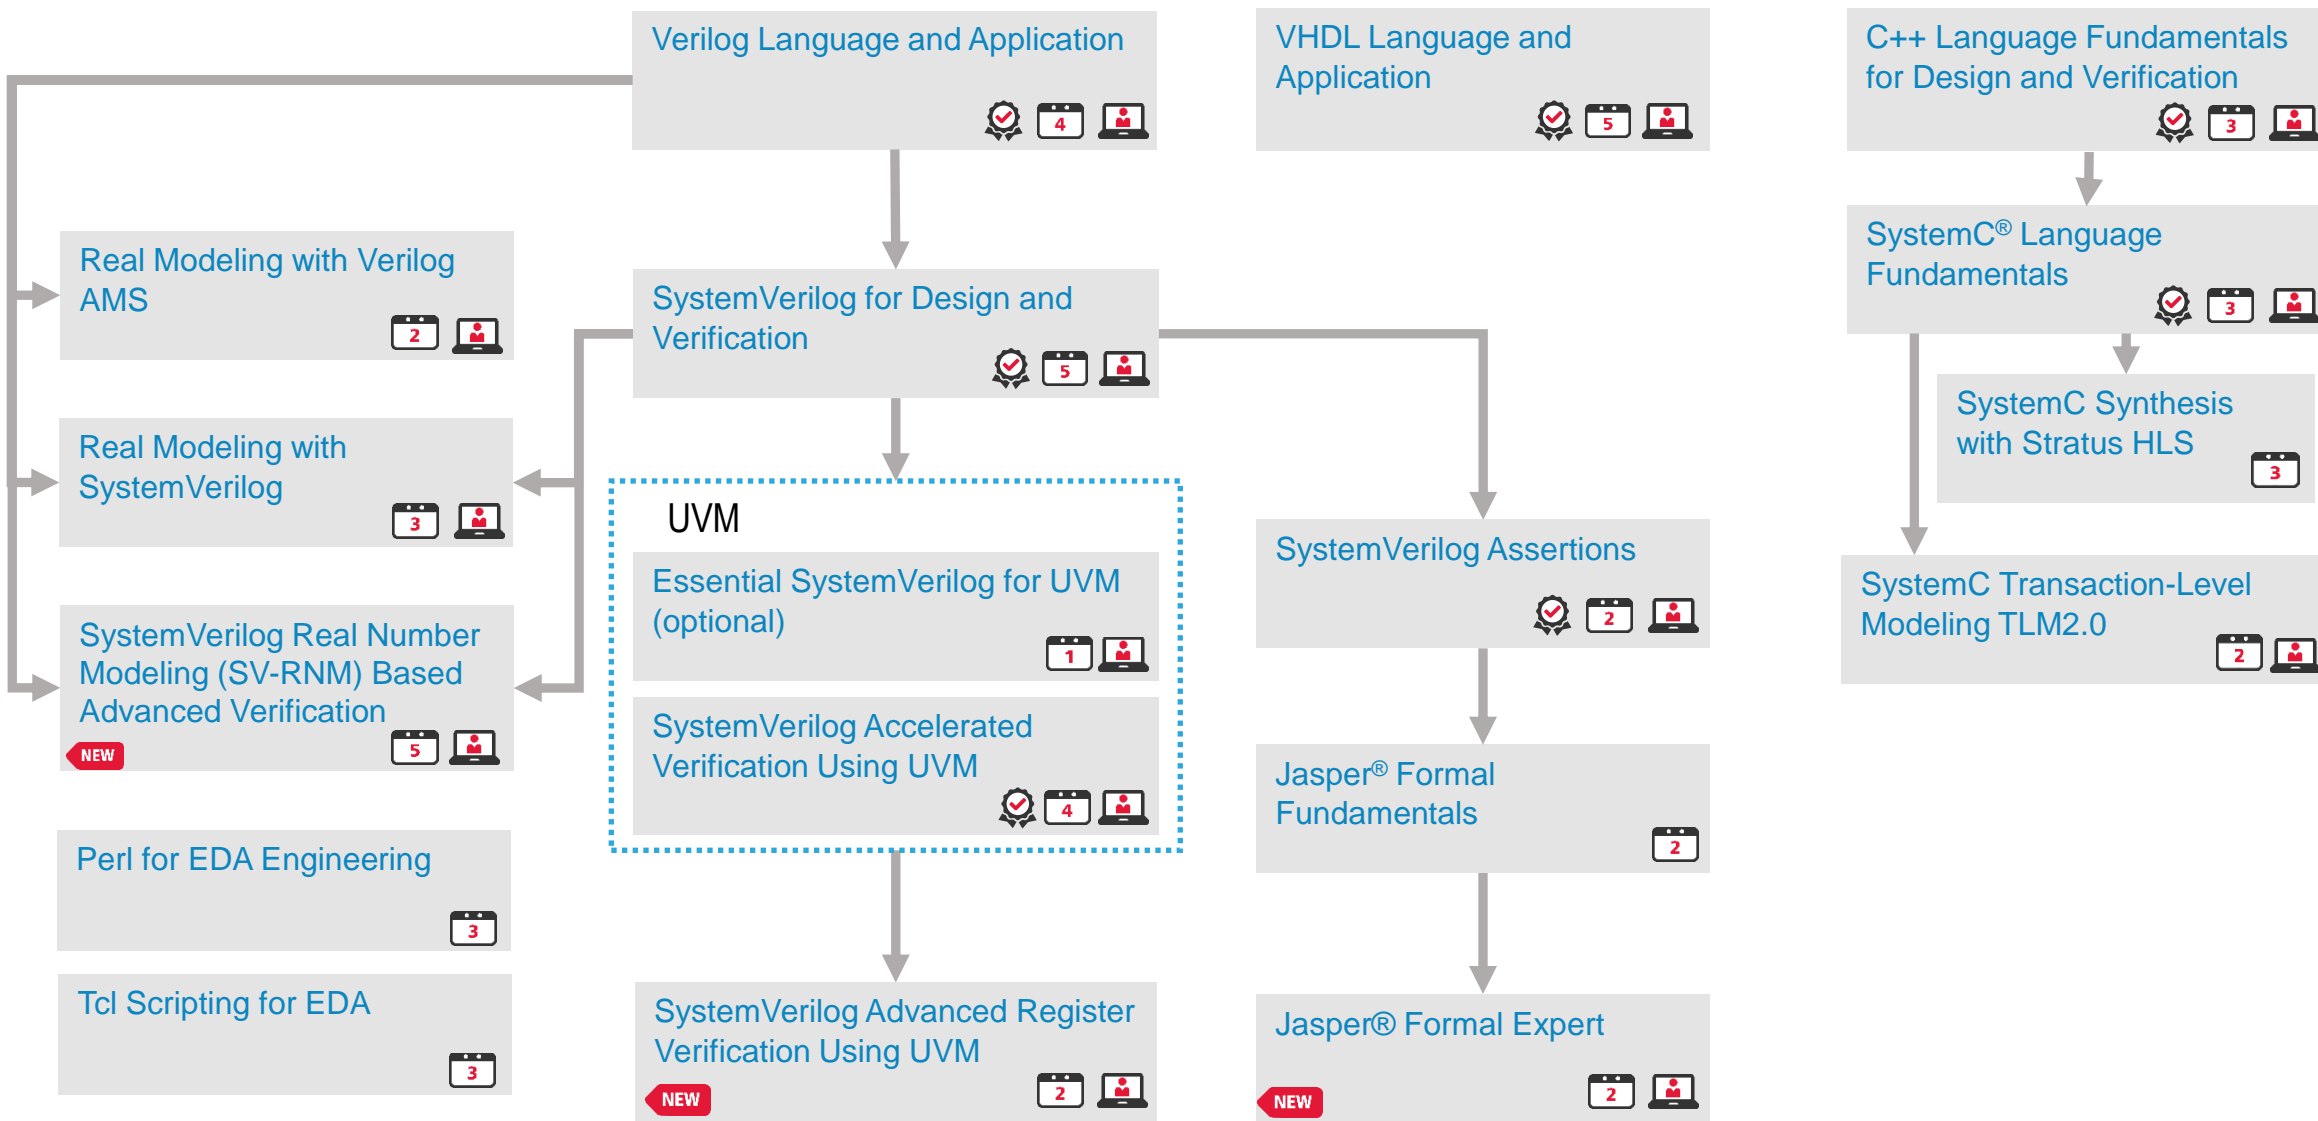 Verilog Language and Application
4
VHDL Language and
Application
5
C++ Language Fundamentals
for Design and Verification
3
Real Modeling with Verilog
AMS
2
SystemVerilog for Design and
Verification
5
SystemC® Language
Fundamentals
3
Real Modeling with
SystemVerilog
3
SystemC Synthesis
with Stratus HLS
3
UVM
Essential SystemVerilog for UVM
(optional)
1
SystemVerilog Assertions
2
SystemC Transaction-Level
Modeling TLM2.0
2
SystemVerilog Real Number
Modeling (SV-RNM) Based
Advanced Verification
NEW
5
SystemVerilog Accelerated
Verification Using UVM
4
Jasper® Formal
Fundamentals
2
Perl for EDA Engineering
3
Tcl Scripting for EDA
3
SystemVerilog Advanced Register
Verification Using UVM
NEW
2
Jasper® Formal Expert
NEW
2